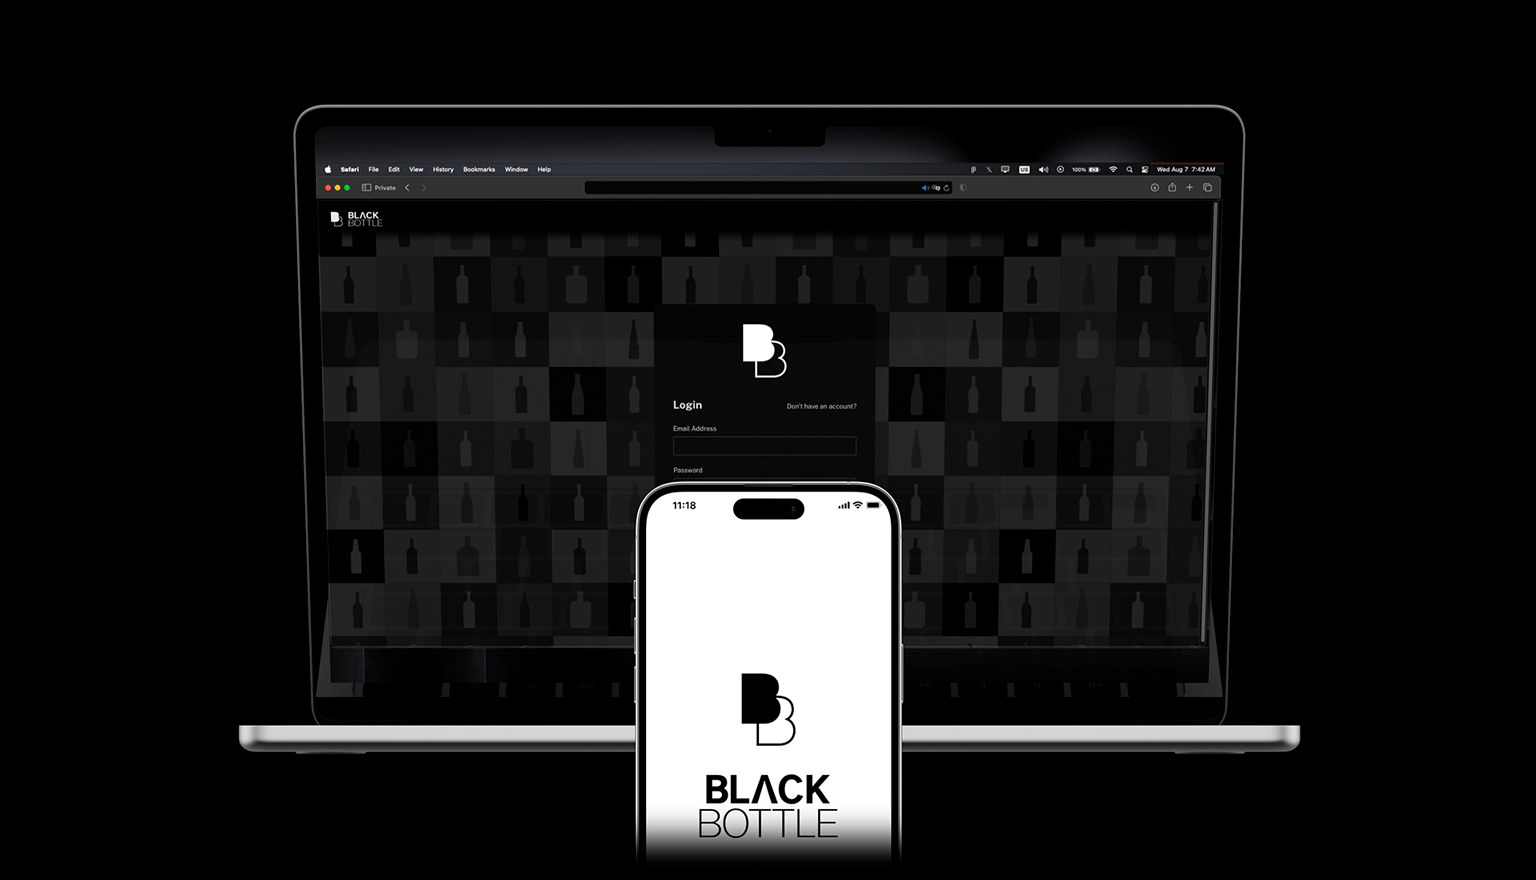 Safari File Edit View History Bookmarks Window Help US 100% Wed Aug 7 7:42 AM
Private
BLACK
BOTTLE
B
B
Login Don't have an account?
Email Address
Password
11:18
B
B
BLACK
BOTTLE